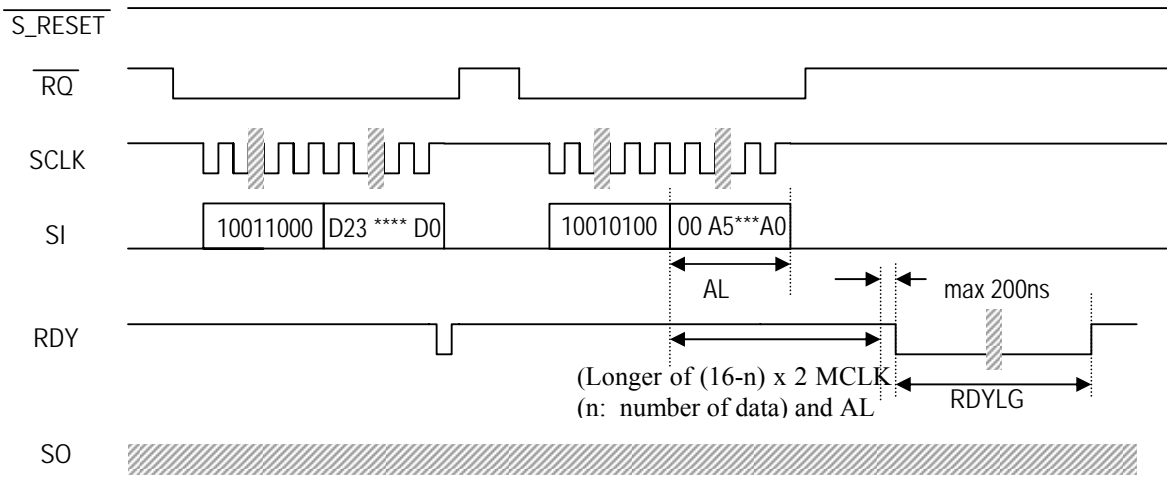 S_RESET
RQ
SCLK
SI
10011000
D23 **** D0
10010100
00 A5***A0
AL
max 200ns
RDY
(Longer of (16-n) x 2 MCLK
(n: number of data) and AL
RDYLG
SO